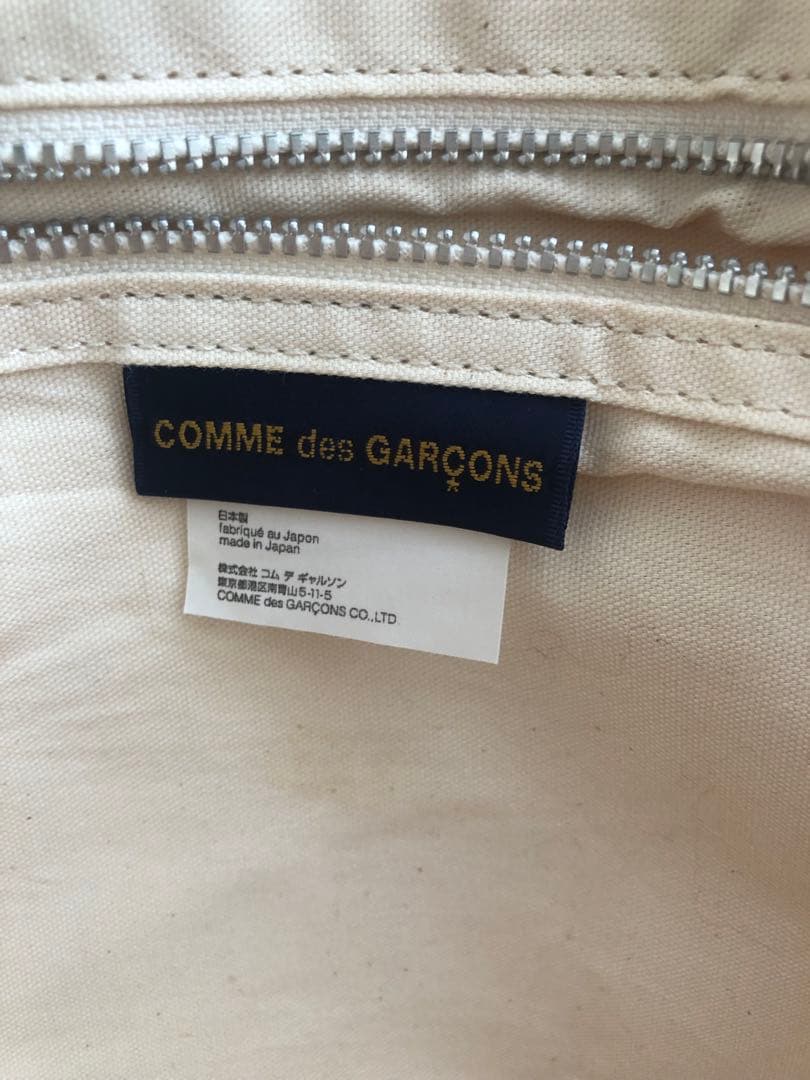 COMME des GARÇONS
日本製
fabriqué au Japon
made in Japan
株式会社 コム デ ギャルソン
東京都港区南青山5-11-5
COMME des GARÇONS CO.,LTD